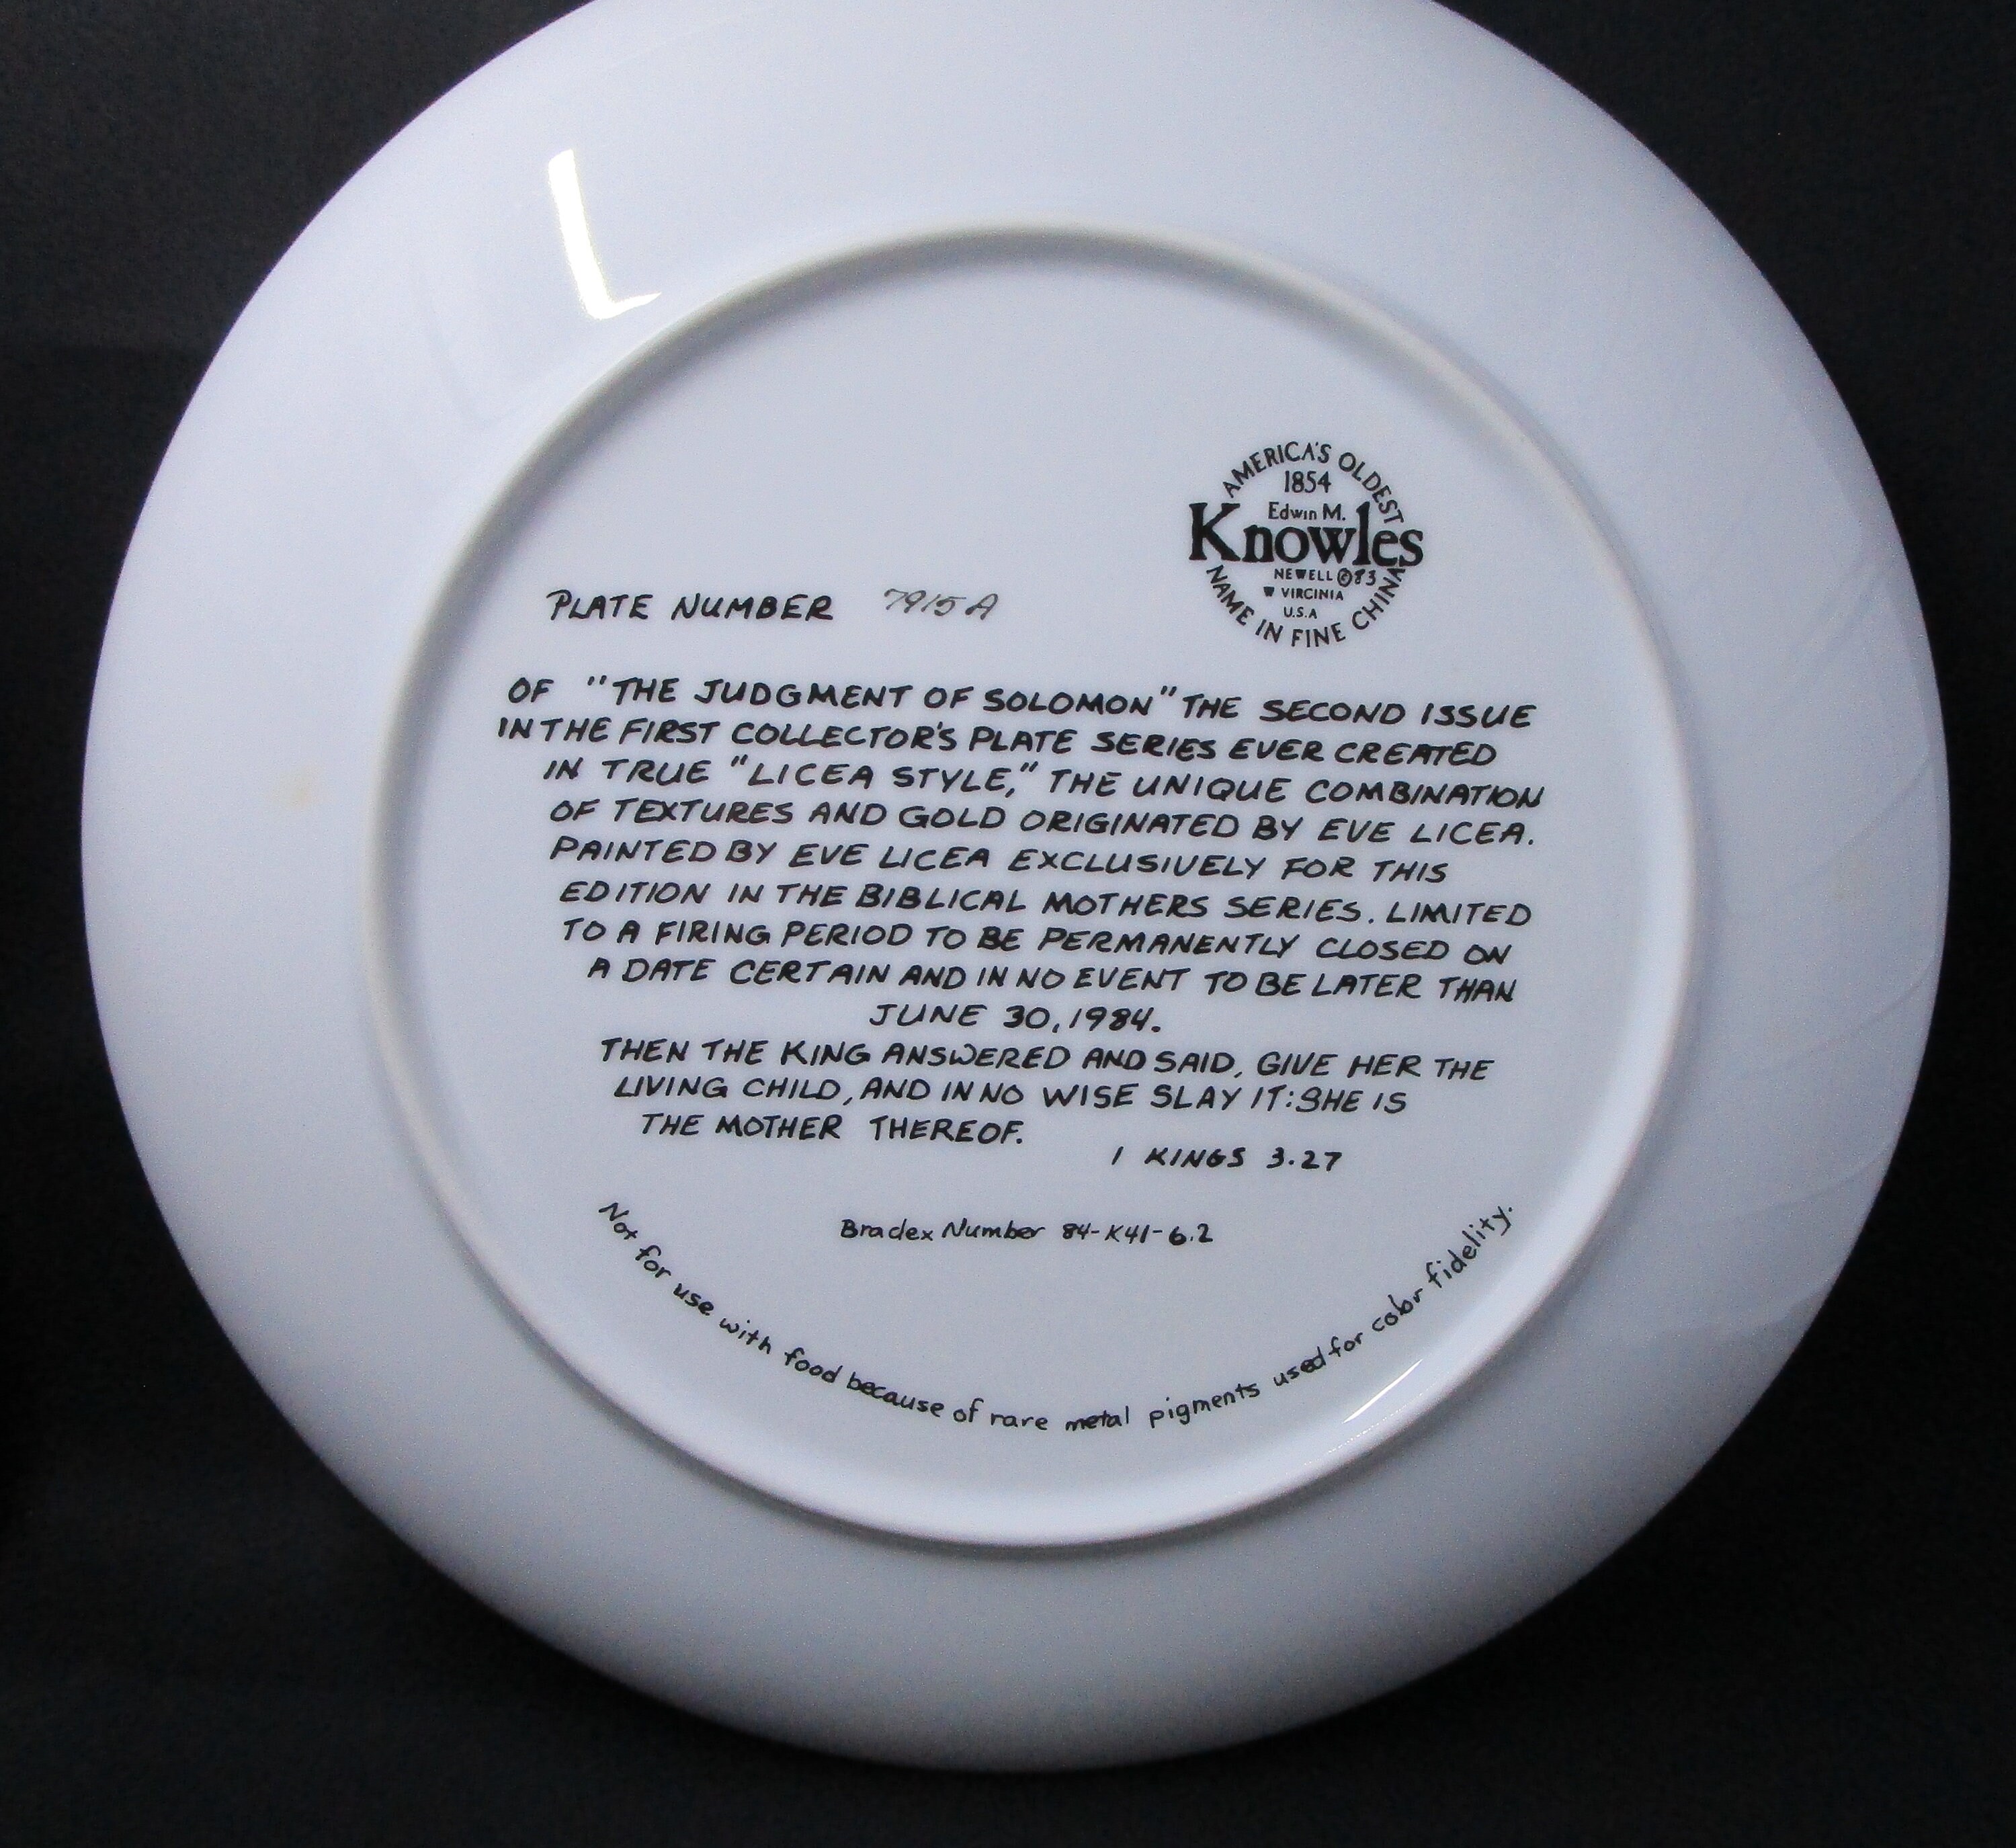 AMERICA'S OLDEST
1854
Edwin M.
Knowles
NEWELL ©83
W VIRGINIA
U.S.A
NAME IN FINE CHINA
PLATE NUMBER 7915A
OF "THE JUDGMENT OF SOLOMON" THE SECOND ISSUE
IN THE FIRST COLLECTOR'S PLATE SERIES EVER CREATED
IN TRUE "LICEA STYLE," THE UNIQUE COMBINATION
OF TEXTURES AND GOLD ORIGINATED BY EVE LICEA.
PAINTED BY EVE LICEA EXCLUSIVELY FOR THIS
EDITION IN THE BIBLICAL MOTHERS SERIES. LIMITED
TO A FIRING PERIOD TO BE PERMANENTLY CLOSED ON
A DATE CERTAIN AND IN NO EVENT TO BE LATER THAN
JUNE 30, 1984.
THEN THE KING ANSWERED AND SAID, GIVE HER THE
LIVING CHILD, AND IN NO WISE SLAY IT: SHE IS
THE MOTHER THEREOF.
1 KINGS 3.27
Bradex Number 84-K41-6.2
Not for use with food because of rare metal pigments used for color fidelity.